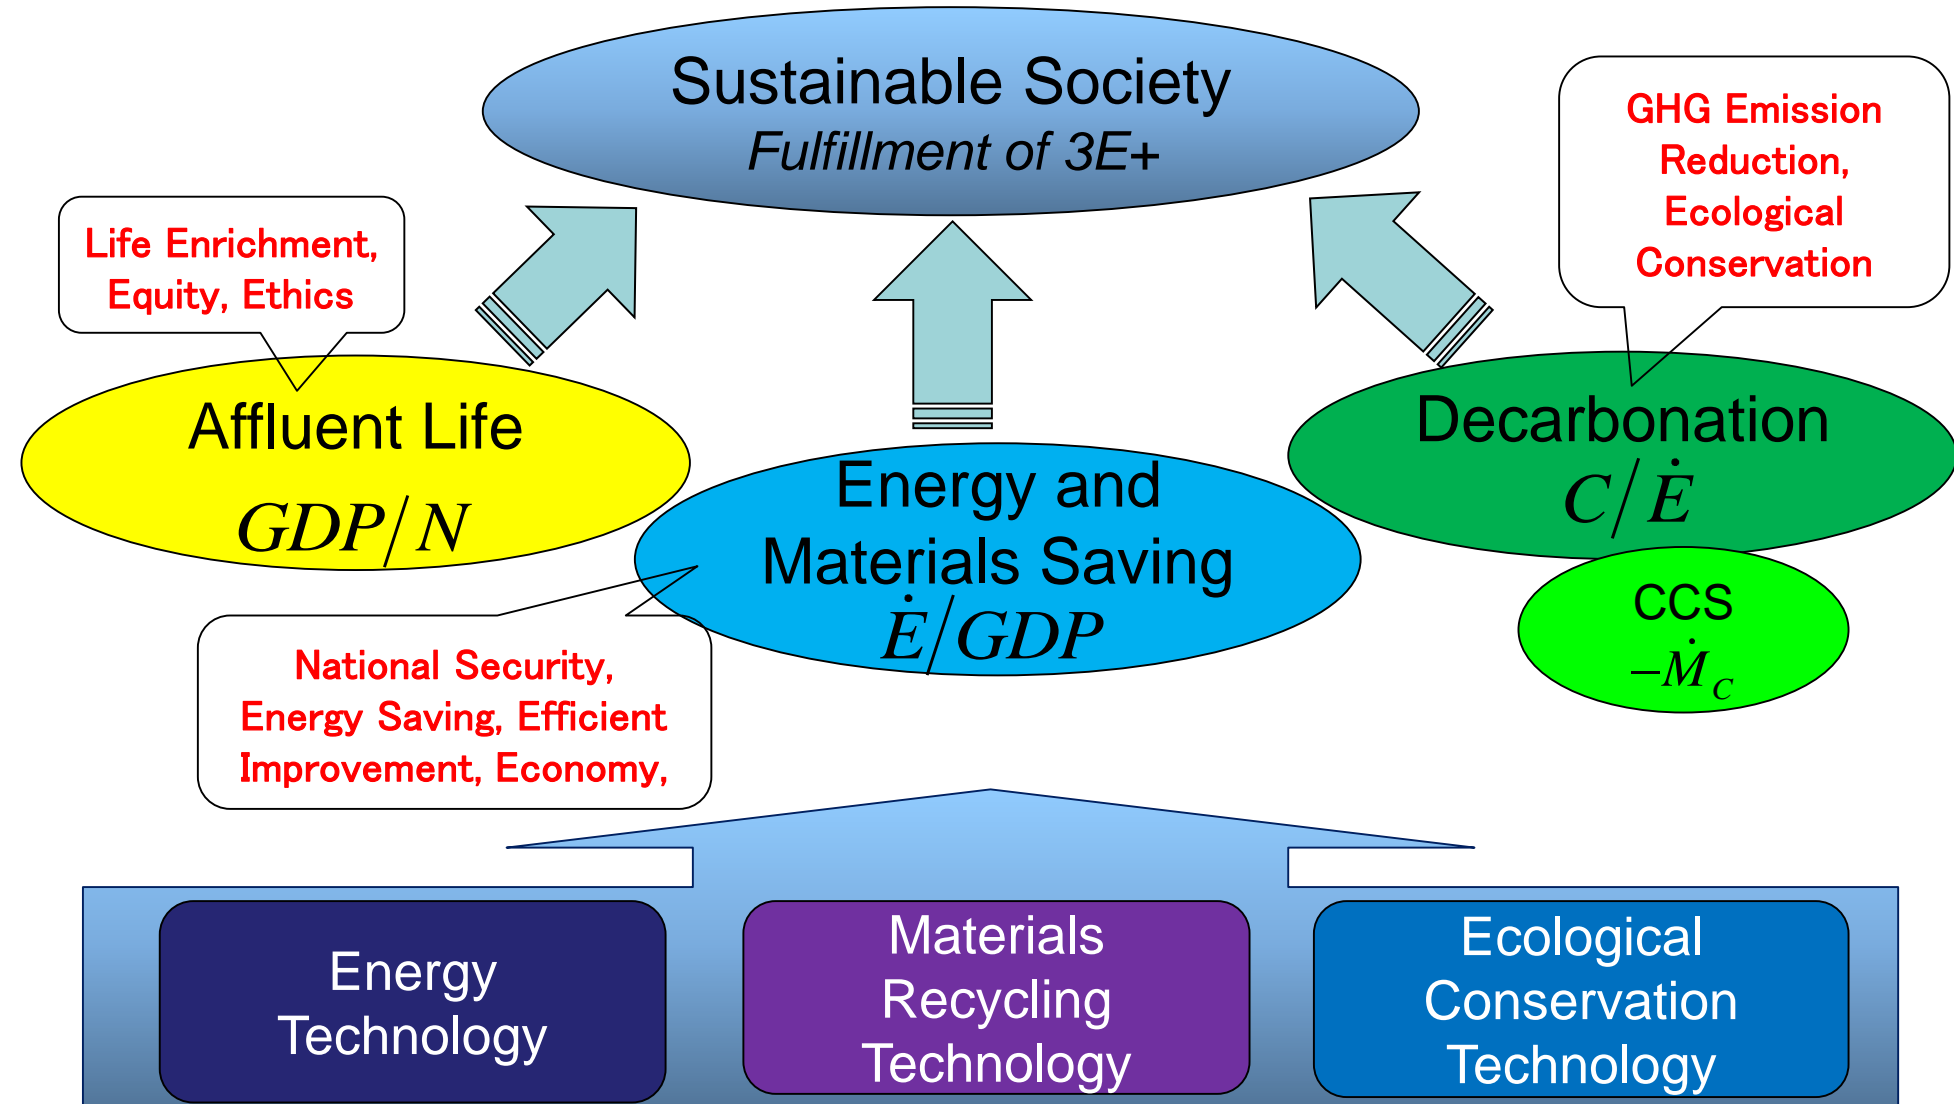 Sustainable Society
Fulfillment of 3E+
GHG Emission
Reduction,
Ecological
Conservation
Life Enrichment,
Equity, Ethics
Affluent Life
GDP/N
Energy and
Materials Saving
Ė/GDP
Decarbonation
C/Ė
CCS
−Ṁ_C
National Security,
Energy Saving, Efficient
Improvement, Economy,
Energy
Technology
Materials
Recycling
Technology
Ecological
Conservation
Technology